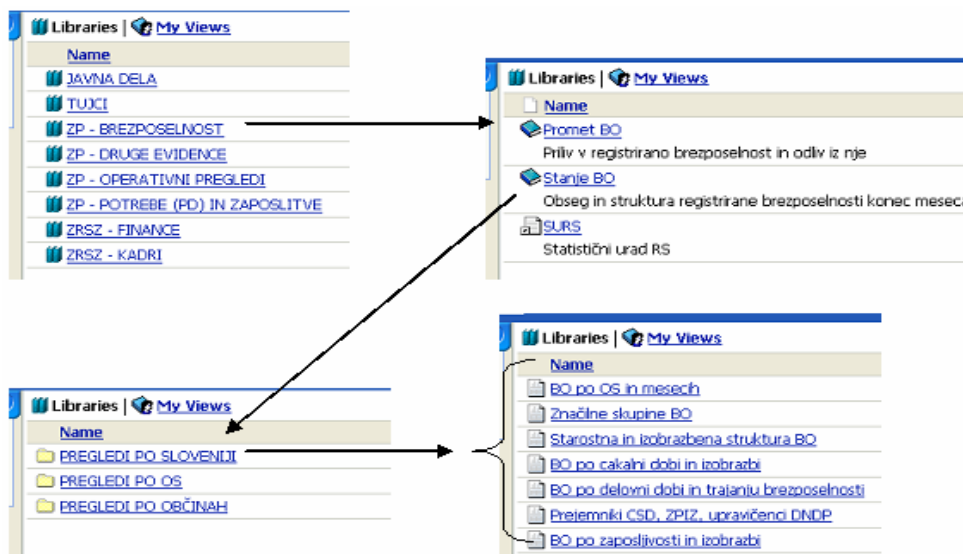 Libraries | My Views
Name
JAVNA DELA
TUJCI
ZP - BREZPOSELNOST
ZP - DRUGE EVIDENCE
ZP - OPERATIVNI PREGLEDI
ZP - POTREBE (PD) IN ZAPOSLITVE
ZRSZ - FINANCE
ZRSZ - KADRI
Libraries | My Views
Name
Promet BO
Priliv v registrirano brezposelnost in odliv iz nje
Stanje BO
Obseg in struktura registrirane brezposelnosti konec meseca
SURS
Statistični urad RS
Libraries | My Views
Name
PREGLEDI PO SLOVENIJI
PREGLEDI PO OS
PREGLEDI PO OBČINAH
Libraries | My Views
Name
BO po OS in mesecih
Značilne skupine BO
Starostna in izobrazbena struktura BO
BO po cakalni dobi in izobrazbi
BO po delovni dobi in trajanju brezposelnosti
Prejemniki CSD, ZPIZ, upravičenci DNDP
BO po zaposljivosti in izobrazbi